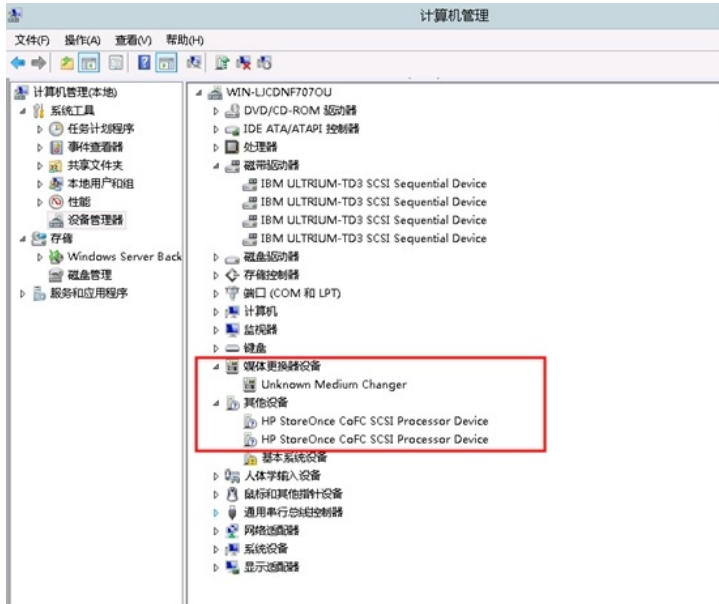 计算机管理
文件(F) 操作(A) 查看(V) 帮助(H)
计算机管理(本地)
系统工具
任务计划程序
事件查看器
共享文件夹
本地用户和组
性能
设备管理器
存储
Windows Server Back
磁盘管理
服务和应用程序
WIN-LJCDNF707OU
DVD/CD-ROM 驱动器
IDE ATA/ATAPI 控制器
处理器
磁带驱动器
IBM ULTRIUM-TD3 SCSI Sequential Device
IBM ULTRIUM-TD3 SCSI Sequential Device
IBM ULTRIUM-TD3 SCSI Sequential Device
IBM ULTRIUM-TD3 SCSI Sequential Device
磁盘驱动器
存储控制器
端口 (COM 和 LPT)
计算机
监视器
键盘
媒体更换器设备
Unknown Medium Changer
其他设备
HP StoreOnce CoFC SCSI Processor Device
HP StoreOnce CoFC SCSI Processor Device
基本系统设备
人体学输入设备
鼠标和其他指针设备
通用串行总线控制器
网络适配器
系统设备
显示适配器